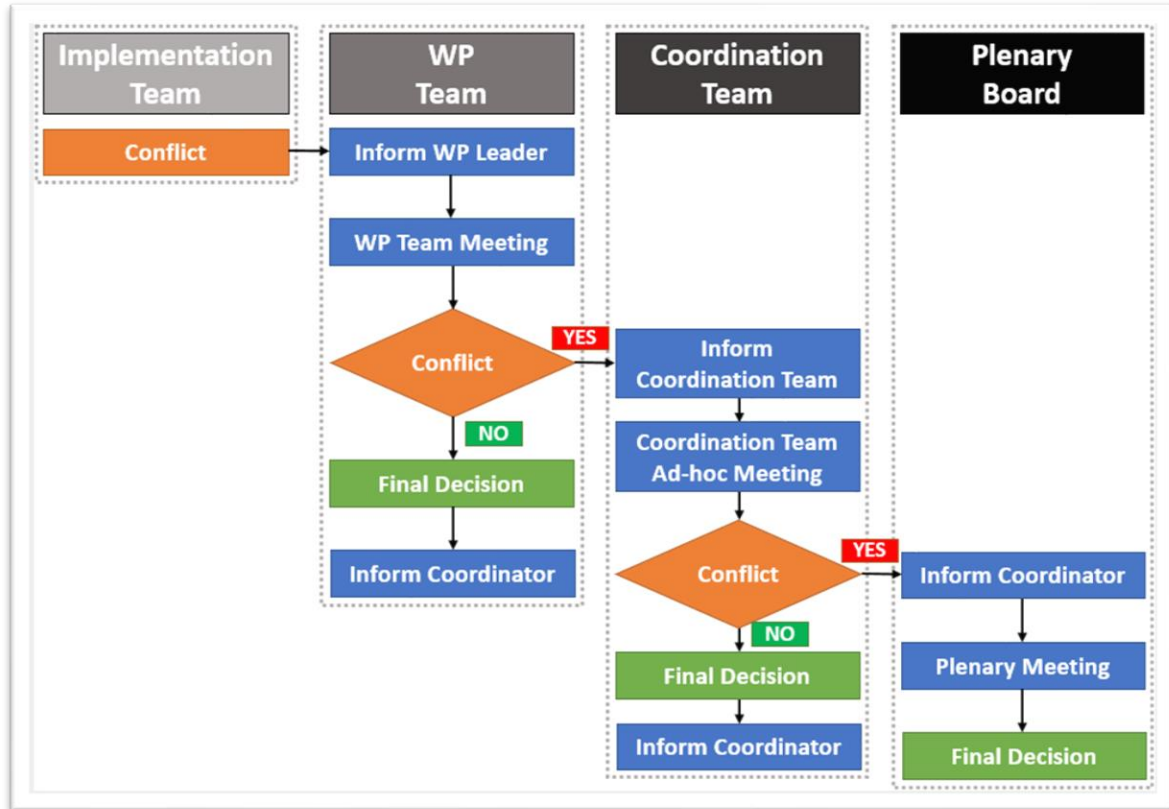 Implementation
Team
Conflict
WP
Team
Inform WP Leader
WP Team Meeting
Conflict
YES
NO
Final Decision
Inform Coordinator
Coordination
Team
Inform
Coordination Team
Coordination Team
Ad-hoc Meeting
Conflict
YES
NO
Final Decision
Inform Coordinator
Plenary
Board
Inform Coordinator
Plenary Meeting
Final Decision